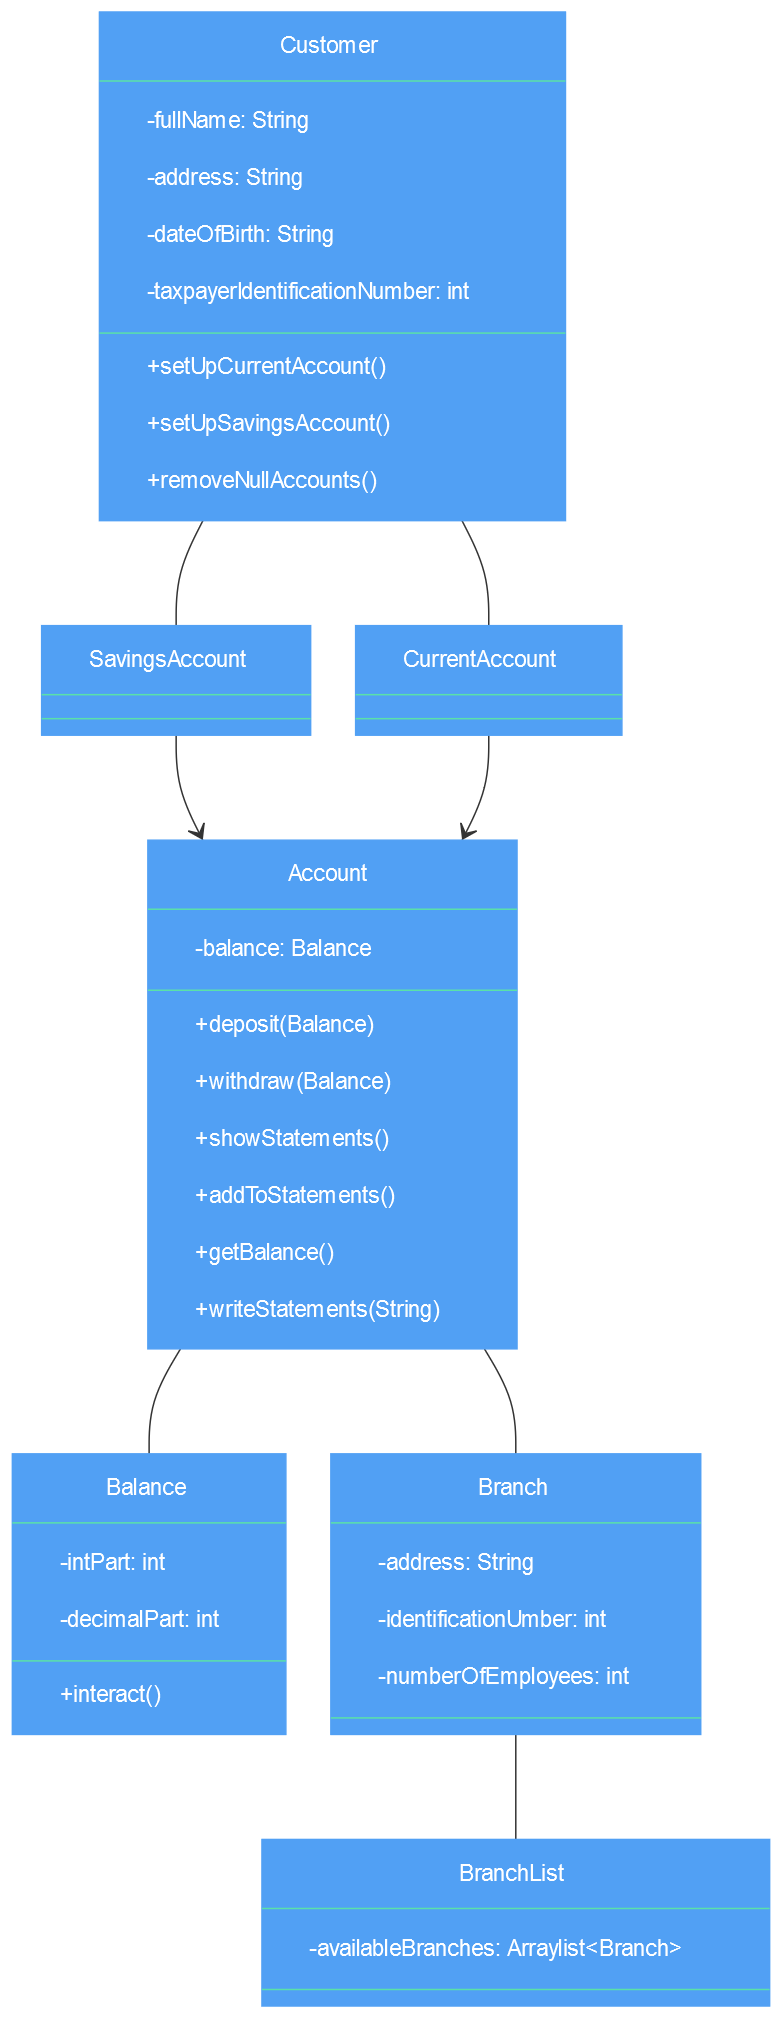 Customer
-fullName: String
-address: String
-dateOfBirth: String
-taxpayerIdentificationNumber: int
+setUpCurrentAccount()
+setUpSavingsAccount()
+removeNullAccounts()
SavingsAccount
CurrentAccount
Account
-balance: Balance
+deposit(Balance)
+withdraw(Balance)
+showStatements()
+addToStatements()
+getBalance()
+writeStatements(String)
Balance
-intPart: int
-decimalPart: int
+interact()
Branch
-address: String
-identificationUmber: int
-numberOfEmployees: int
BranchList
-availableBranches: Arraylist<Branch>